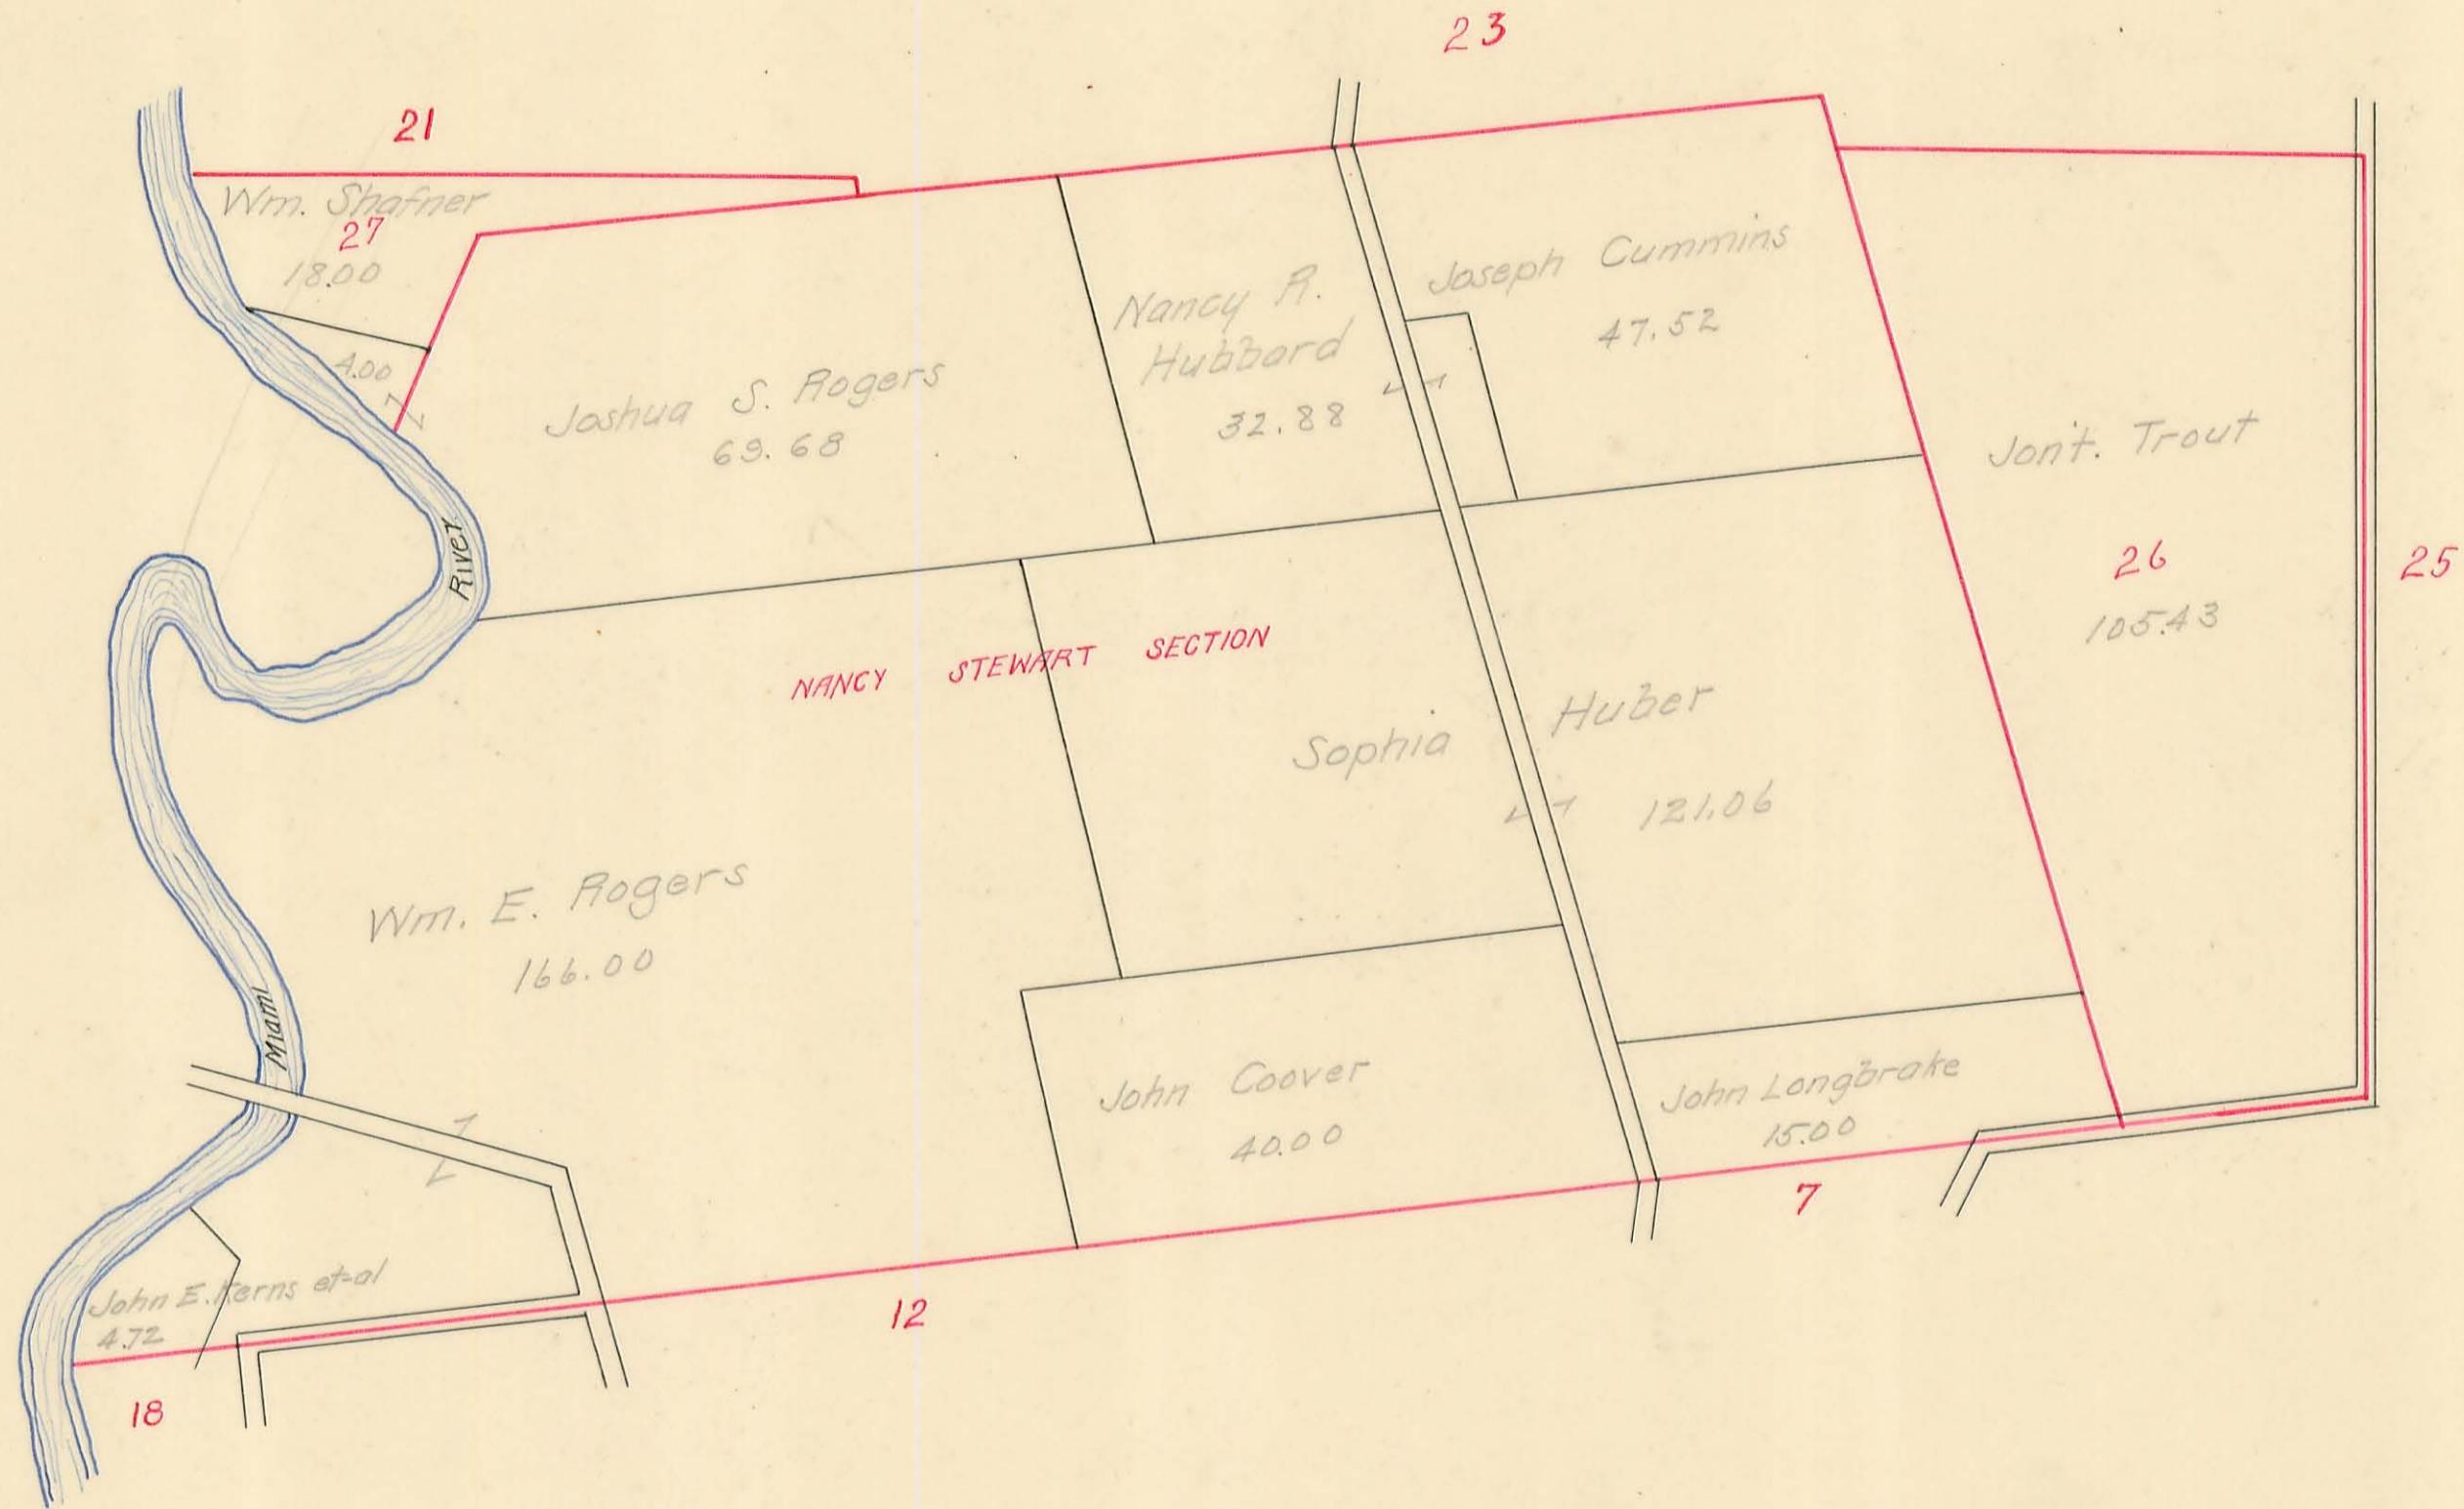 23
21
Wm. Shafner
27
18.00
4.00
Joshua S. Rogers
69.68
Nancy R.
Hubbard
32.88
Joseph Cummins
47.52
Jon't. Trout
26
105.43
25
River
NANCY STEWART SECTION
Sophia Huber
121.06
Wm. E. Rogers
166.00
Miami
John Coover
40.00
John Longbrake
15.00
7
John E. Kerns et-al
4.72
12
18